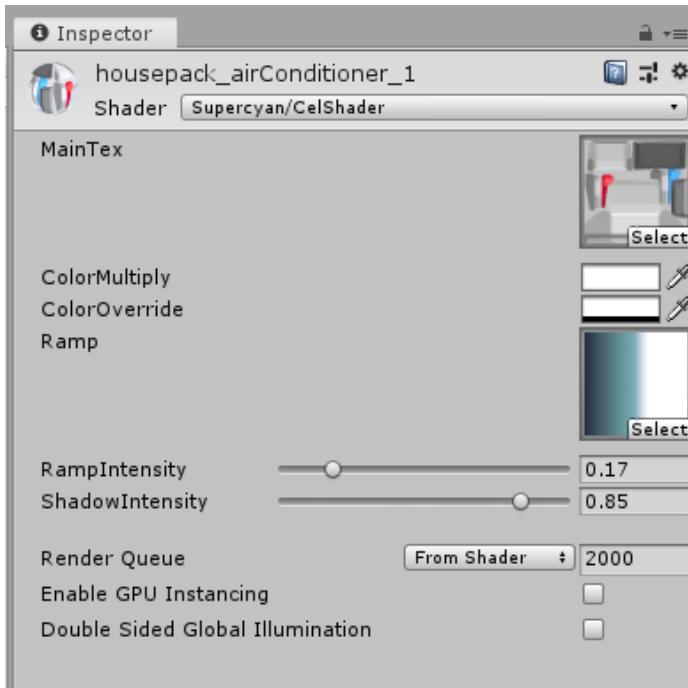 Inspector
housepack_airConditioner_1
Shader Supercyan/CelShader
MainTex
Select
ColorMultiply
ColorOverride
Ramp
Select
RampIntensity 0.17
ShadowIntensity 0.85
Render Queue From Shader 2000
Enable GPU Instancing
Double Sided Global Illumination